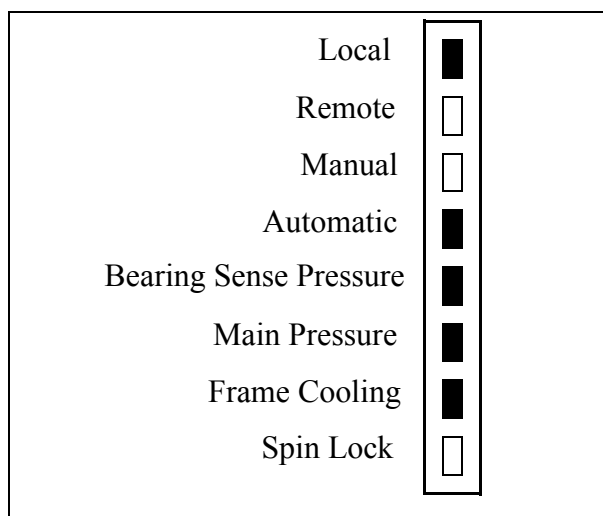 Local
Remote
Manual
Automatic
Bearing Sense Pressure
Main Pressure
Frame Cooling
Spin Lock